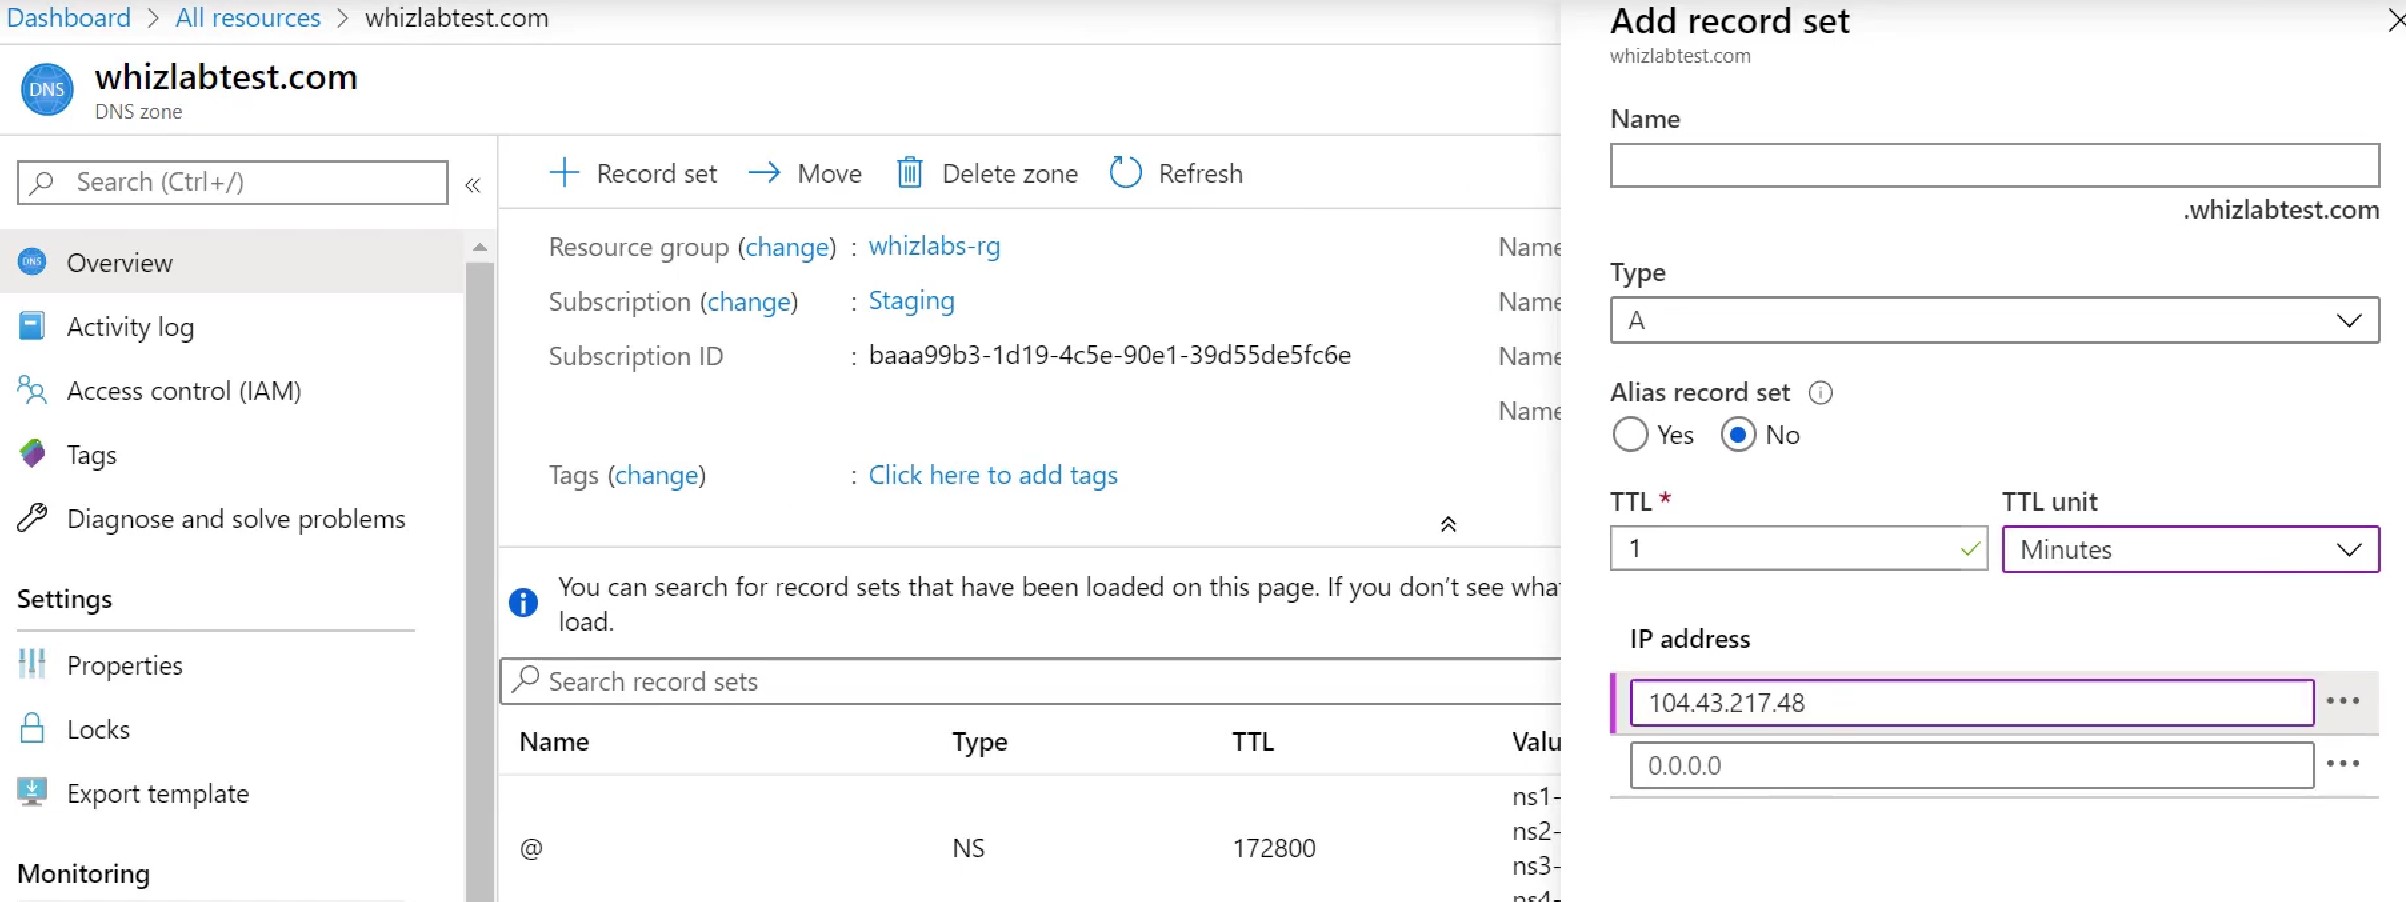 Dashboard > All resources > whizlabtest.com
DNS
whizlabtest.com
DNS zone
Search (Ctrl+/)
«
DNS
Overview
Activity log
Access control (IAM)
Tags
Diagnose and solve problems
Settings
Properties
Locks
Export template
Monitoring
Record set
Move
Delete zone
Refresh
Resource group (change) : whizlabs-rg
Name
Subscription (change) : Staging
Name
Subscription ID : baaa99b3-1d19-4c5e-90e1-39d55de5fc6e
Name
Name
Tags (change) : Click here to add tags
You can search for record sets that have been loaded on this page. If you don't see wha
load.
Search record sets
Name Type TTL Valu
@ NS 172800
ns1-
ns2-
ns3-
ns4-
Add record set
whizlabtest.com
Name
.whizlabtest.com
Type
A
Alias record set
Yes No
TTL * TTL unit
1 Minutes
IP address
104.43.217.48 •••
0.0.0.0 •••